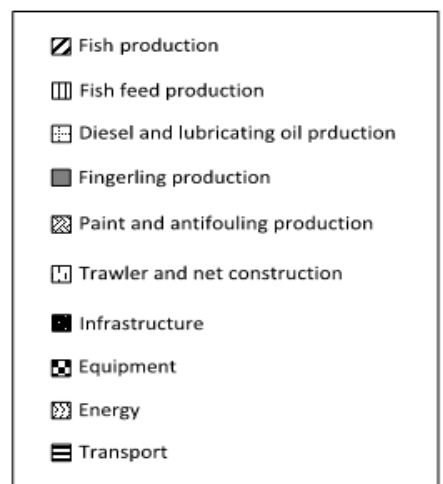 Fish production
Fish feed production
Diesel and lubricating oil prduction
Fingerling production
Paint and antifouling production
Trawler and net construction
Infrastructure
Equipment
Energy
Transport